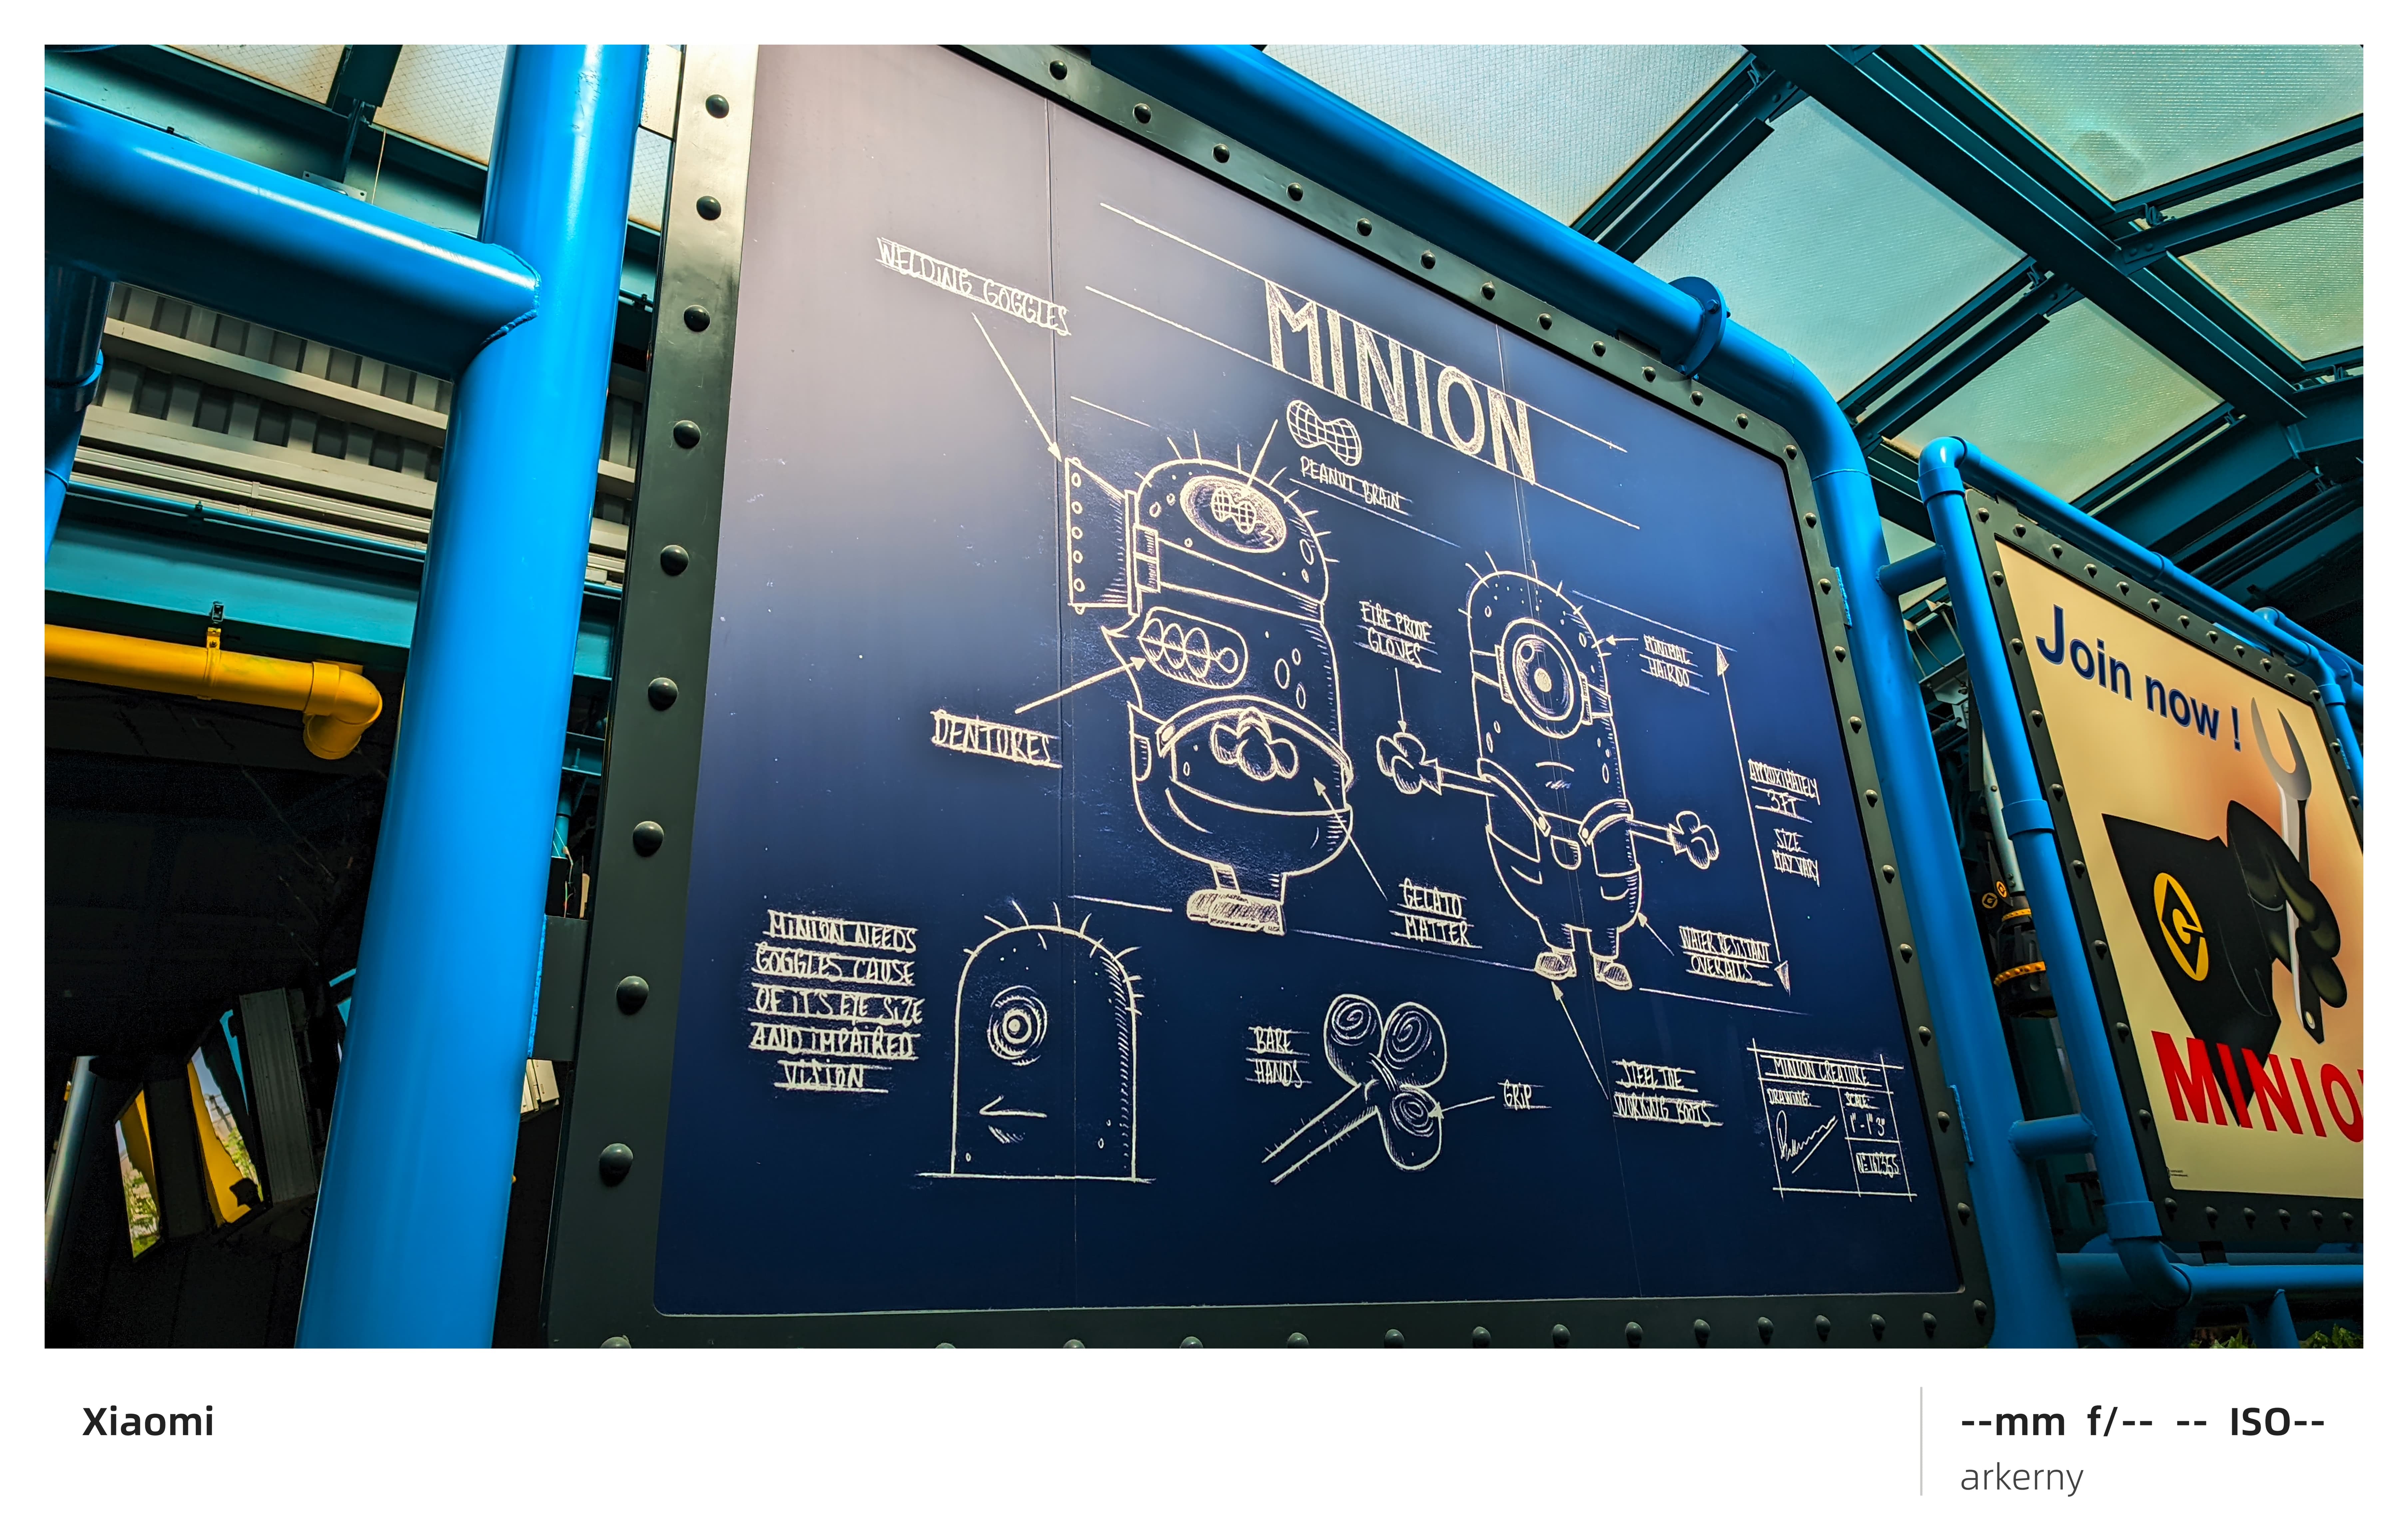 MINION
WELDING GOGGLES
PEANUT BRAIN
FIRE PROOF
GLOVES
MINIMAL
HAIRDO
DENTURES
APPROXIMATELY
3FT
SIZE
MAY VARY
GELATO
MATTER
WATER RESISTANT
OVERALLS
MINION NEEDS
GOGGLES CAUSE
OF IT'S EYE SIZE
AND IMPAIRED
VISION
BARE
HANDS
GRIP
STEEL TOE
WORKING BOOTS
MINION CREATURE
DRAWING:
SCALE
1" - 1' 3"
Join now !
MINIO
Xiaomi
--mm f/-- -- ISO--
arkerny